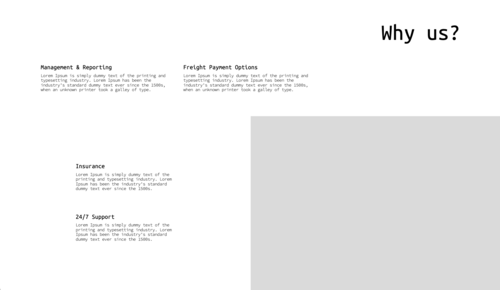 Why us?
Management & Reporting
Lorem Ipsum is simply dummy text of the printing and
typesetting industry. Lorem Ipsum has been the
industry's standard dummy text ever since the 1500s,
when an unknown printer took a galley of type.
Freight Payment Options
Lorem Ipsum is simply dummy text of the printing and
typesetting industry. Lorem Ipsum has been the
industry's standard dummy text ever since the 1500s,
when an unknown printer took a galley of type.
Insurance
Lorem Ipsum is simply dummy text of the
printing and typesetting industry. Lorem
Ipsum has been the industry's standard
dummy text ever since the 1500s.
24/7 Support
Lorem Ipsum is simply dummy text of the
printing and typesetting industry. Lorem
Ipsum has been the industry's standard
dummy text ever since the 1500s.